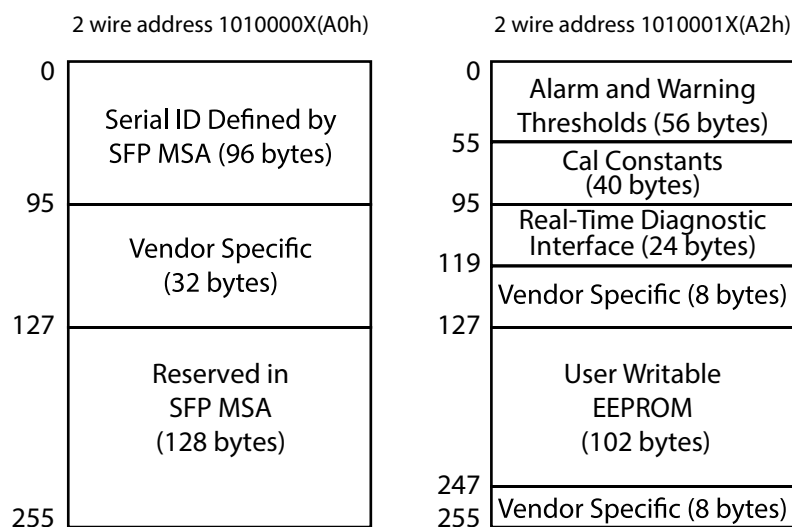 2 wire address 1010000X(A0h)
0
Serial ID Defined by
SFP MSA (96 bytes)
95
Vendor Specific
(32 bytes)
127
Reserved in
SFP MSA
(128 bytes)
255
2 wire address 1010001X(A2h)
0
Alarm and Warning
Thresholds (56 bytes)
55
Cal Constants
(40 bytes)
95
Real-Time Diagnostic
Interface (24 bytes)
119
Vendor Specific (8 bytes)
127
User Writable
EEPROM
(102 bytes)
247
Vendor Specific (8 bytes)
255